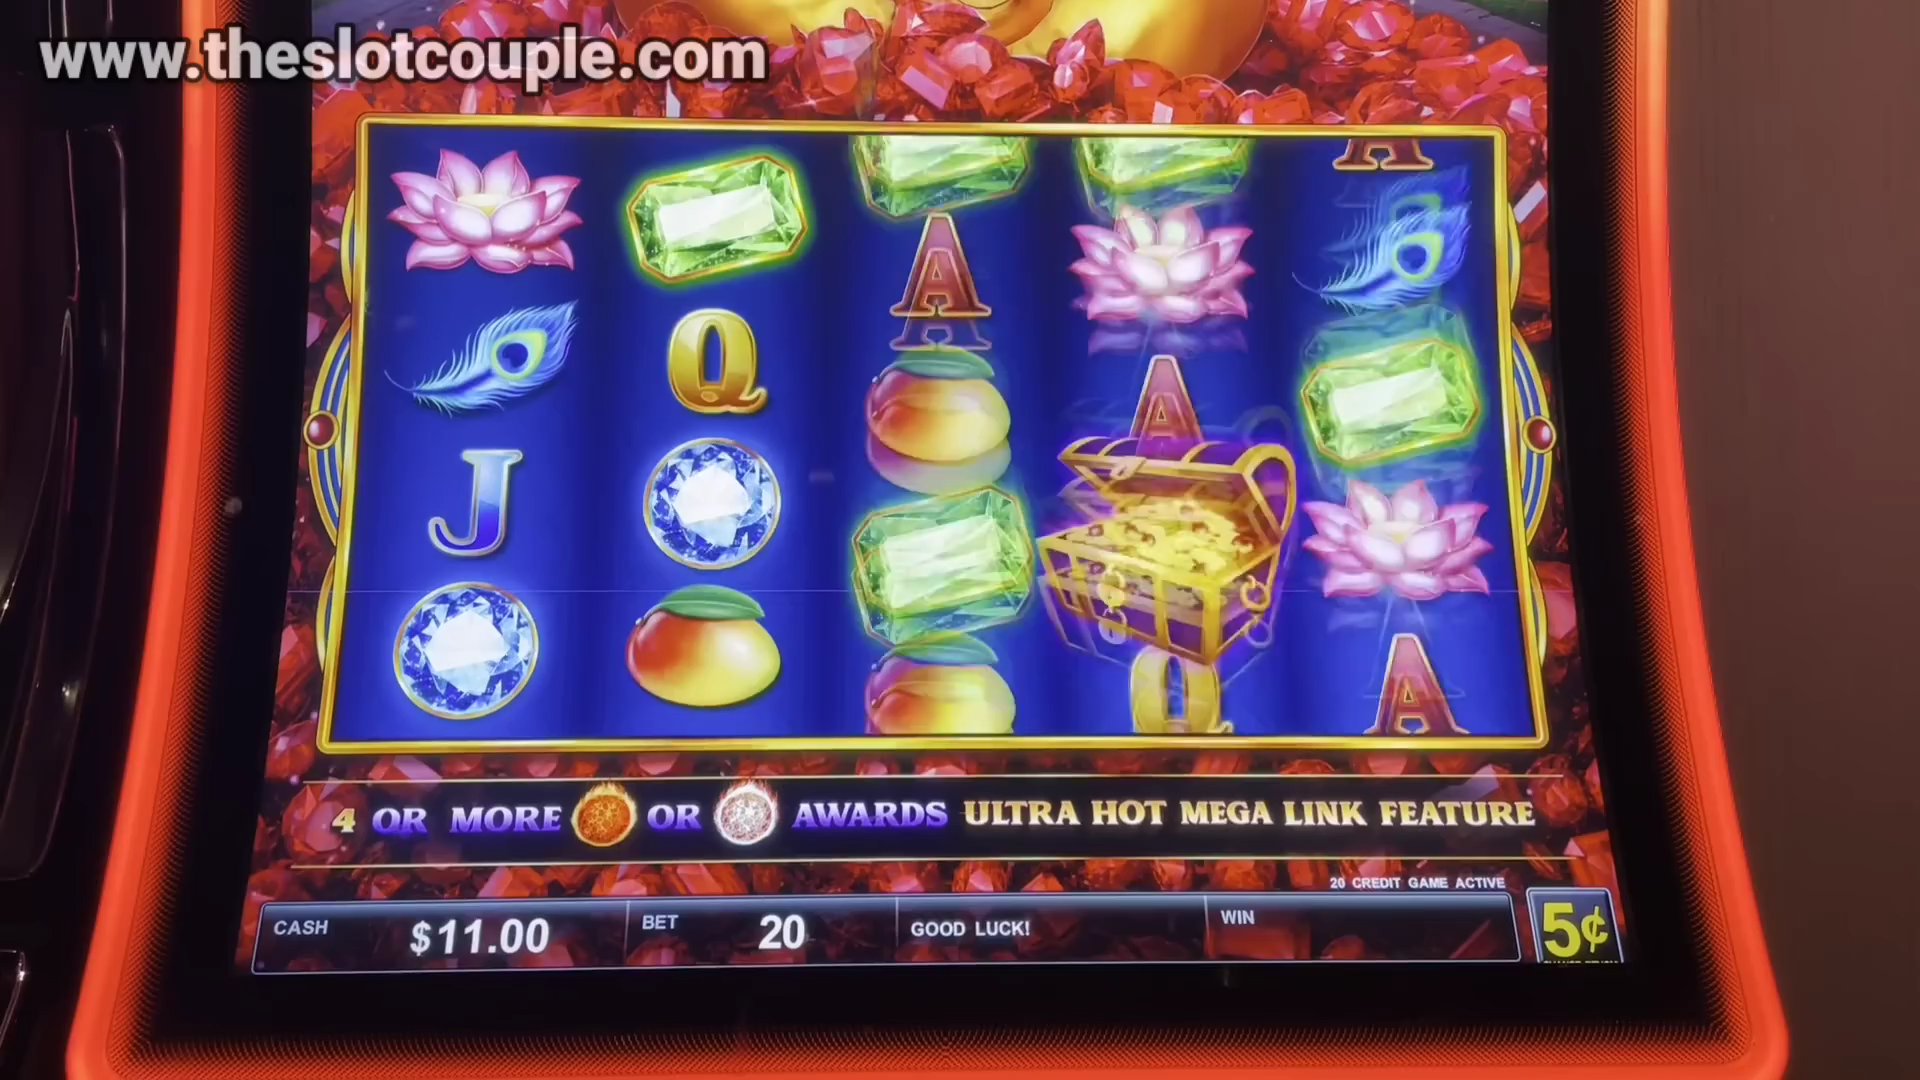 www.theslotcouple.com
A
A
Q
A
J
Q
A
4 OR MORE OR AWARDS ULTRA HOT MEGA LINK FEATURE
20 CREDIT GAME ACTIVE
CASH $11.00 BET 20 GOOD LUCK! WIN 5¢